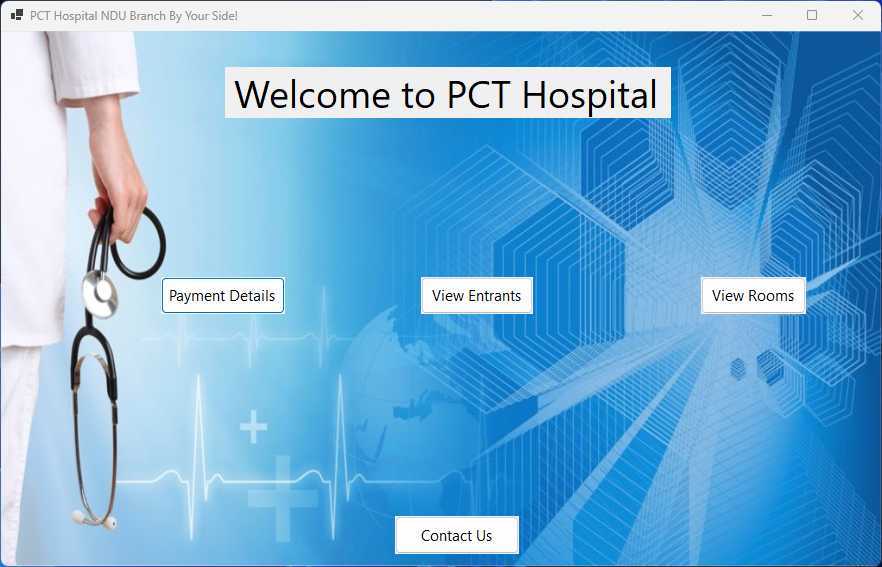 PCT Hospital NDU Branch By Your Side!
Welcome to PCT Hospital
Payment Details
View Entrants
View Rooms
Contact Us